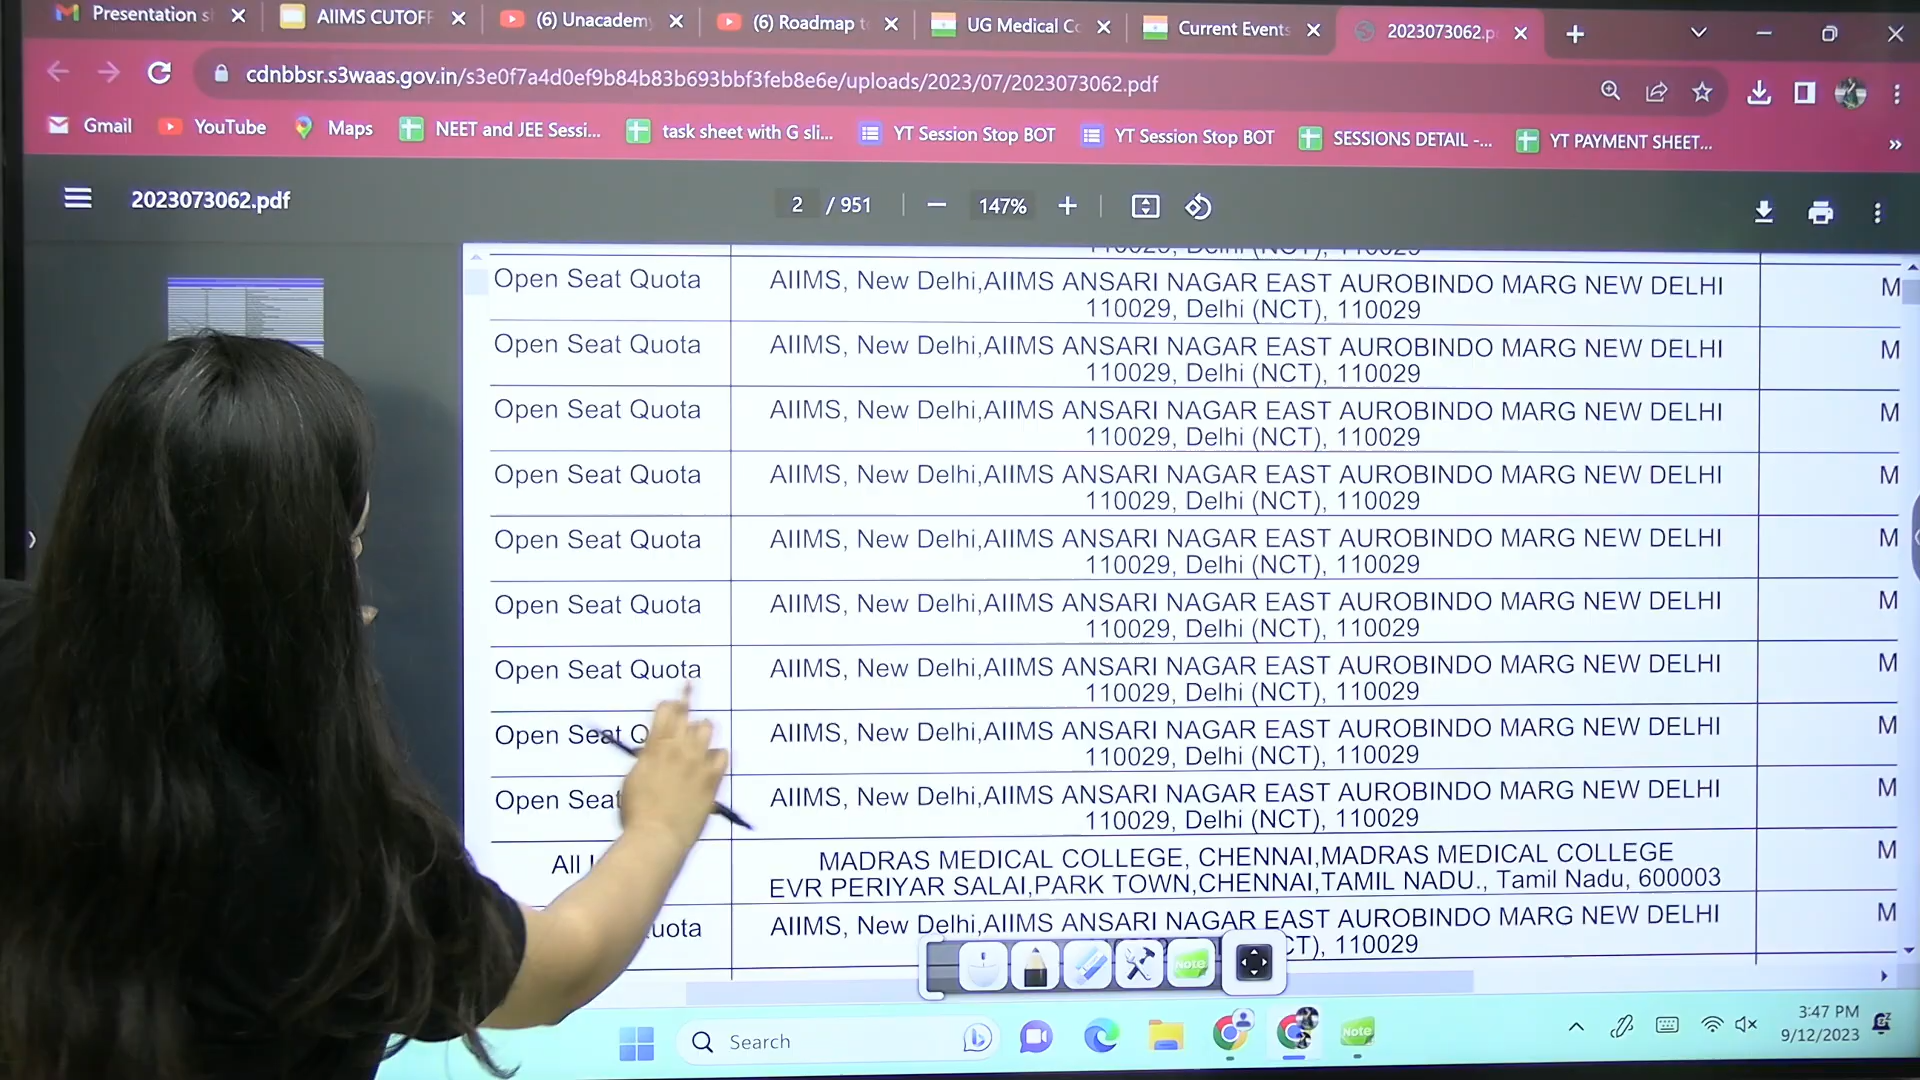 Presentation s
AIIMS CUTOFF
(6) Unacademy
(6) Roadmap t
UG Medical Co
Current Events
2023073062.p
cdnbbsr.s3waas.gov.in/s3e0f7a4d0ef9b84b83b693bbf3feb8e6e/uploads/2023/07/2023073062.pdf
Gmail
YouTube
Maps
NEET and JEE Sessi...
task sheet with G sli...
YT Session Stop BOT
YT Session Stop BOT
SESSIONS DETAIL -...
YT PAYMENT SHEET...
2023073062.pdf
2 / 951
147%
110029, Delhi (NCT), 110029
Open Seat Quota AIIMS, New Delhi,AIIMS ANSARI NAGAR EAST AUROBINDO MARG NEW DELHI M
110029, Delhi (NCT), 110029
Open Seat Quota AIIMS, New Delhi,AIIMS ANSARI NAGAR EAST AUROBINDO MARG NEW DELHI M
110029, Delhi (NCT), 110029
Open Seat Quota AIIMS, New Delhi,AIIMS ANSARI NAGAR EAST AUROBINDO MARG NEW DELHI M
110029, Delhi (NCT), 110029
Open Seat Quota AIIMS, New Delhi,AIIMS ANSARI NAGAR EAST AUROBINDO MARG NEW DELHI M
110029, Delhi (NCT), 110029
Open Seat Quota AIIMS, New Delhi,AIIMS ANSARI NAGAR EAST AUROBINDO MARG NEW DELHI M
110029, Delhi (NCT), 110029
Open Seat Quota AIIMS, New Delhi,AIIMS ANSARI NAGAR EAST AUROBINDO MARG NEW DELHI M
110029, Delhi (NCT), 110029
Open Seat Quota AIIMS, New Delhi,AIIMS ANSARI NAGAR EAST AUROBINDO MARG NEW DELHI M
110029, Delhi (NCT), 110029
Open Seat Q AIIMS, New Delhi,AIIMS ANSARI NAGAR EAST AUROBINDO MARG NEW DELHI M
110029, Delhi (NCT), 110029
Open Seat AIIMS, New Delhi,AIIMS ANSARI NAGAR EAST AUROBINDO MARG NEW DELHI M
110029, Delhi (NCT), 110029
All MADRAS MEDICAL COLLEGE, CHENNAI,MADRAS MEDICAL COLLEGE M
EVR PERIYAR SALAI,PARK TOWN,CHENNAI,TAMIL NADU., Tamil Nadu, 600003
uota AIIMS, New Delhi,AIIMS ANSARI NAGAR EAST AUROBINDO MARG NEW DELHI M
CT), 110029
Note
Search
Note
3:47 PM
9/12/2023